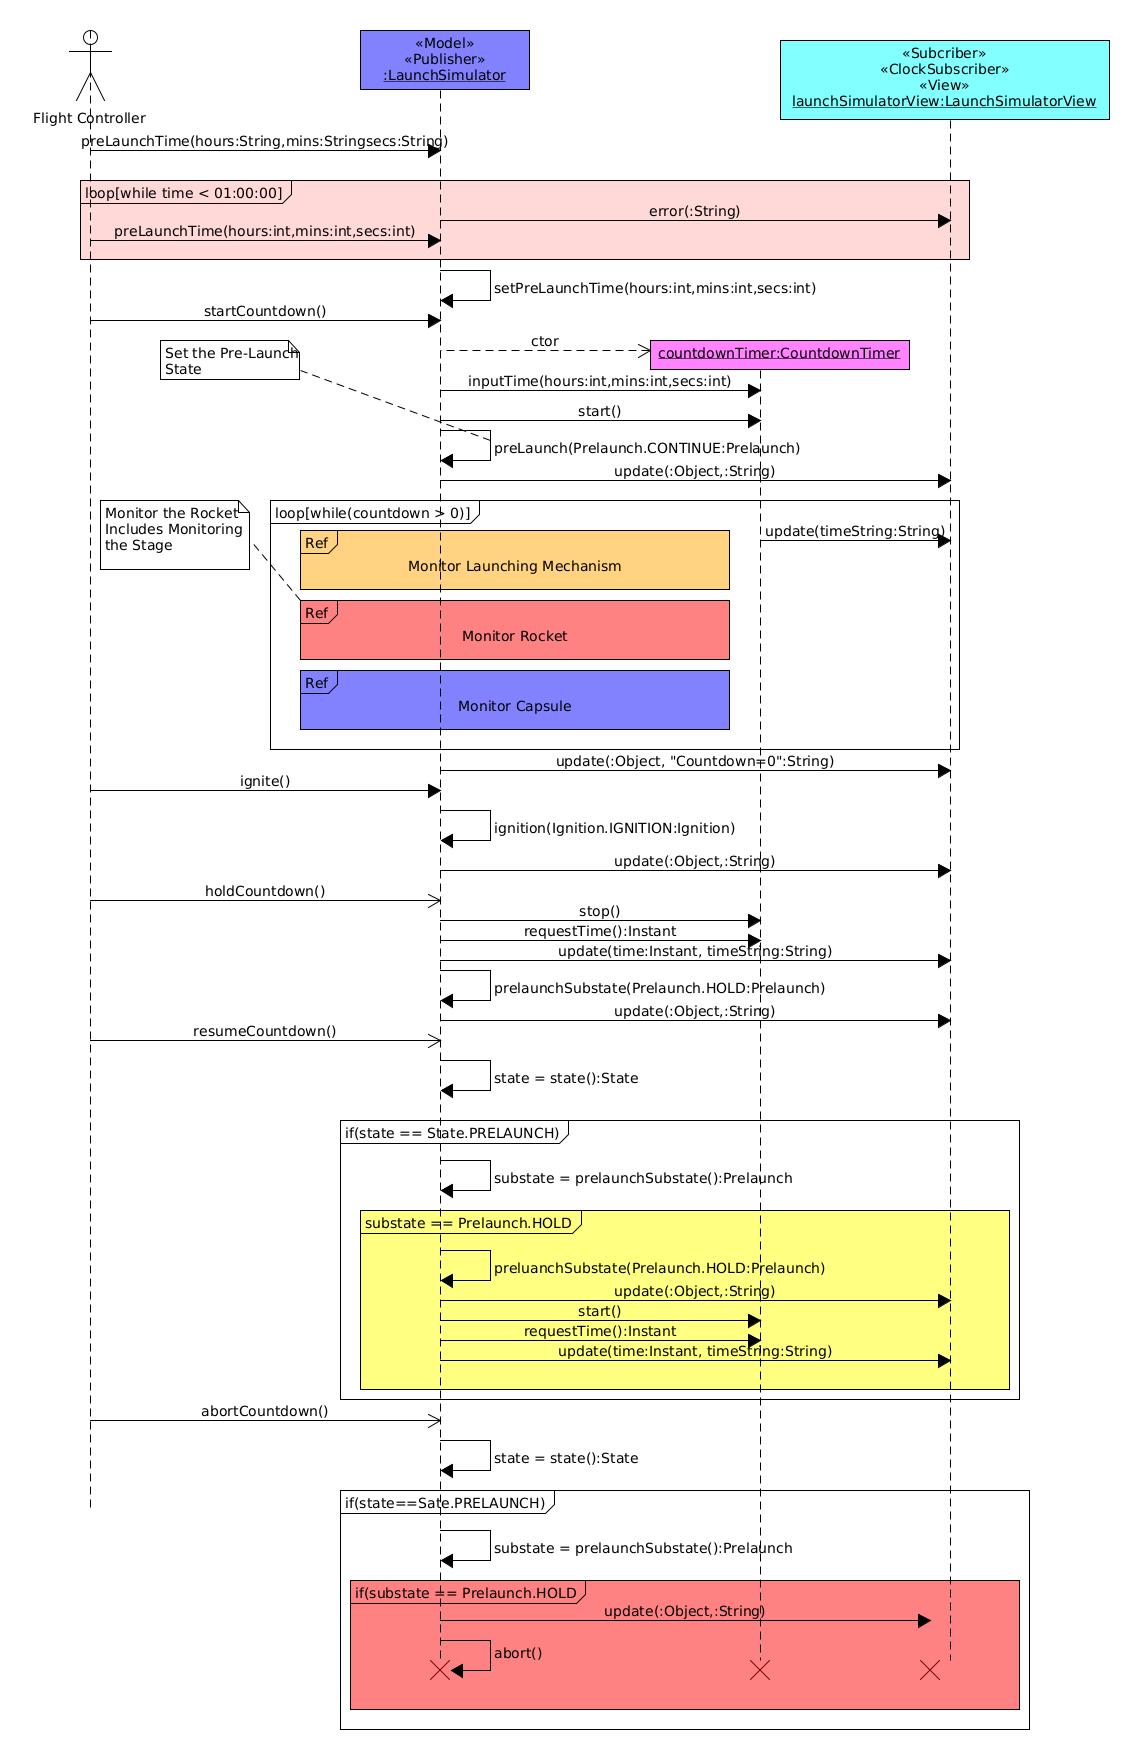 «Model»
«Publisher»
:LaunchSimulator
«Subcriber»
«ClockSubscriber»
«View»
launchSimulatorView:LaunchSimulatorView
Flight Controller
preLaunchTime(hours:String,mins:Stringsecs:String)
loop[while time < 01:00:00]
error(:String)
preLaunchTime(hours:int,mins:int,secs:int)
setPreLaunchTime(hours:int,mins:int,secs:int)
startCountdown()
Set the Pre-Launch
State
ctor
countdownTimer:CountdownTimer
inputTime(hours:int,mins:int,secs:int)
start()
preLaunch(Prelaunch.CONTINUE:Prelaunch)
update(:Object,:String)
Monitor the Rocket
Includes Monitoring
the Stage
loop[while(countdown > 0)]
update(timeString:String)
Ref
Monitor Launching Mechanism
Ref
Monitor Rocket
Ref
Monitor Capsule
update(:Object, "Countdown=0":String)
ignite()
ignition(Ignition.IGNITION:Ignition)
update(:Object,:String)
holdCountdown()
stop()
requestTime():Instant
update(time:Instant, timeString:String)
prelaunchSubstate(Prelaunch.HOLD:Prelaunch)
update(:Object,:String)
resumeCountdown()
state = state():State
if(state == State.PRELAUNCH)
substate = prelaunchSubstate():Prelaunch
substate == Prelaunch.HOLD
preluanchSubstate(Prelaunch.HOLD:Prelaunch)
update(:Object,:String)
start()
requestTime():Instant
update(time:Instant, timeString:String)
abortCountdown()
state = state():State
if(state==Sate.PRELAUNCH)
substate = prelaunchSubstate():Prelaunch
if(substate == Prelaunch.HOLD
update(:Object,:String)
abort()